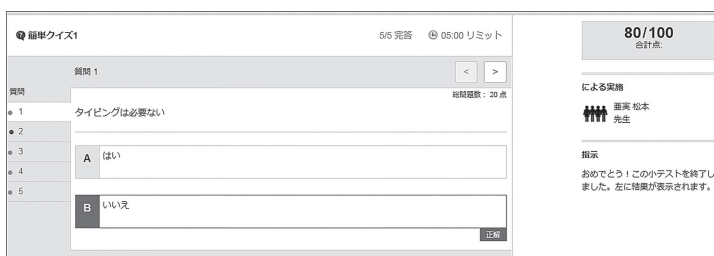 簡単クイズ1
5/5 完答
05:00 リミット
質問 1
<
>
総問題数： 20 点
質問
1
2
3
4
5
タイピングは必要ない
A はい
B いいえ
正解
80/100
合計点:
による実施
亜実 松本
先生
指示
おめでとう！この小テストを終了し
ました。左に結果が表示されます。